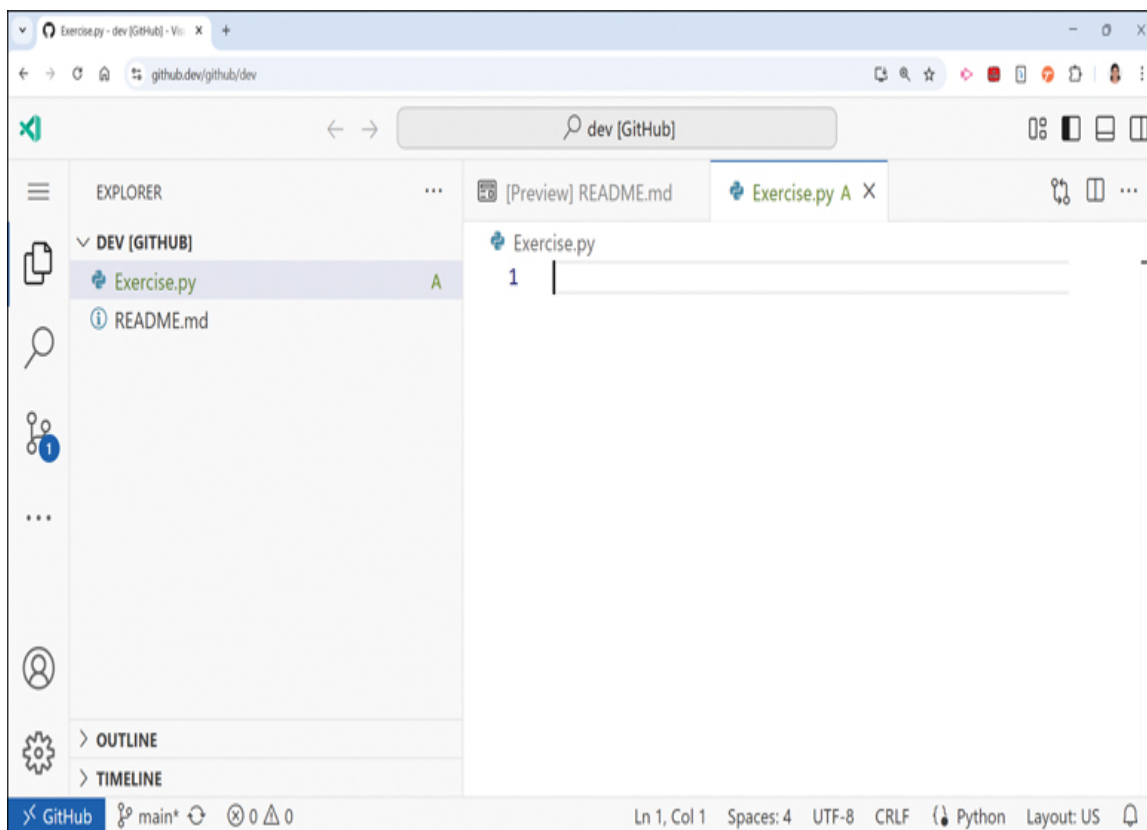 Exercise.py - dev [GitHub] - Vis
github.dev/github/dev
dev [GitHub]
EXPLORER
[Preview] README.md
Exercise.py A
DEV [GITHUB]
Exercise.py
Exercise.py A
1
README.md
1
OUTLINE
TIMELINE
GitHub main* 0 0 Ln 1, Col 1 Spaces: 4 UTF-8 CRLF Python Layout: US